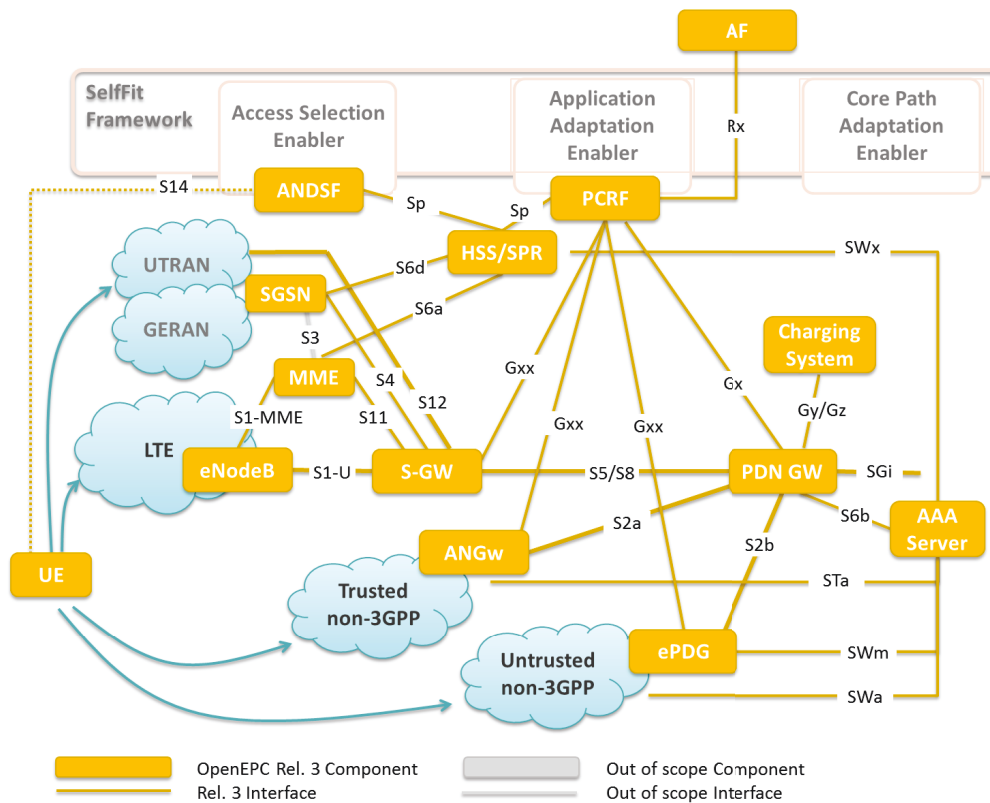 AF
SelfFit
Framework
Access Selection
Enabler
Application
Adaptation
Enabler
Core Path
Adaptation
Enabler
Rx
S14
ANDSF
Sp
Sp
PCRF
UTRAN
HSS/SPR
SWx
S6d
SGSN
S6a
GERAN
S3
Charging
System
MME
S4
S12
Gxx
Gx
S1-MME
S11
Gxx
Gxx
Gy/Gz
LTE
eNodeB
S1-U
S-GW
S5/S8
PDN GW
SGi
S2a
S6b
AAA
Server
S2b
ANGw
UE
STa
Trusted
non-3GPP
ePDG
SWm
Untrusted
non-3GPP
SWa
OpenEPC Rel. 3 Component
Out of scope Component
Rel. 3 Interface
Out of scope Interface